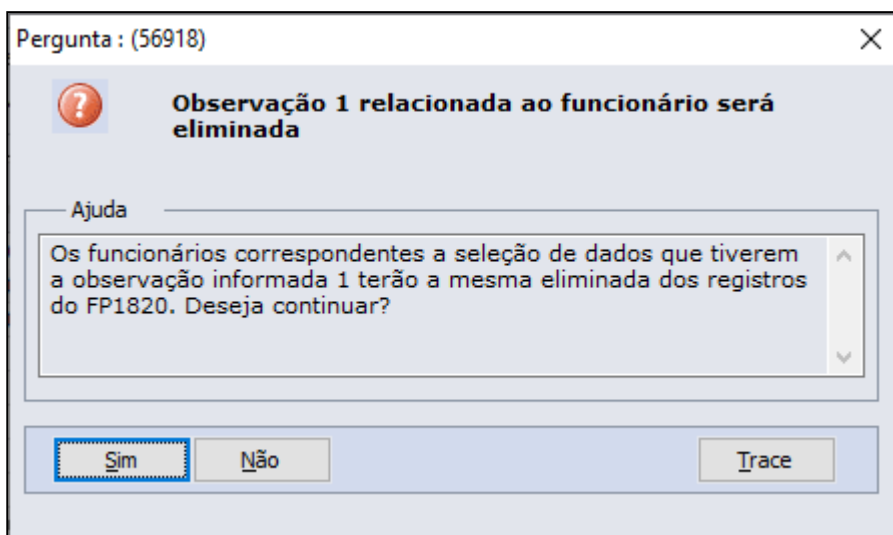 Pergunta : (56918)
Observação 1 relacionada ao funcionário será
eliminada
Ajuda
Os funcionários correspondentes a seleção de dados que tiverem
a observação informada 1 terão a mesma eliminada dos registros
do FP1820. Deseja continuar?
Sim
Não
Trace